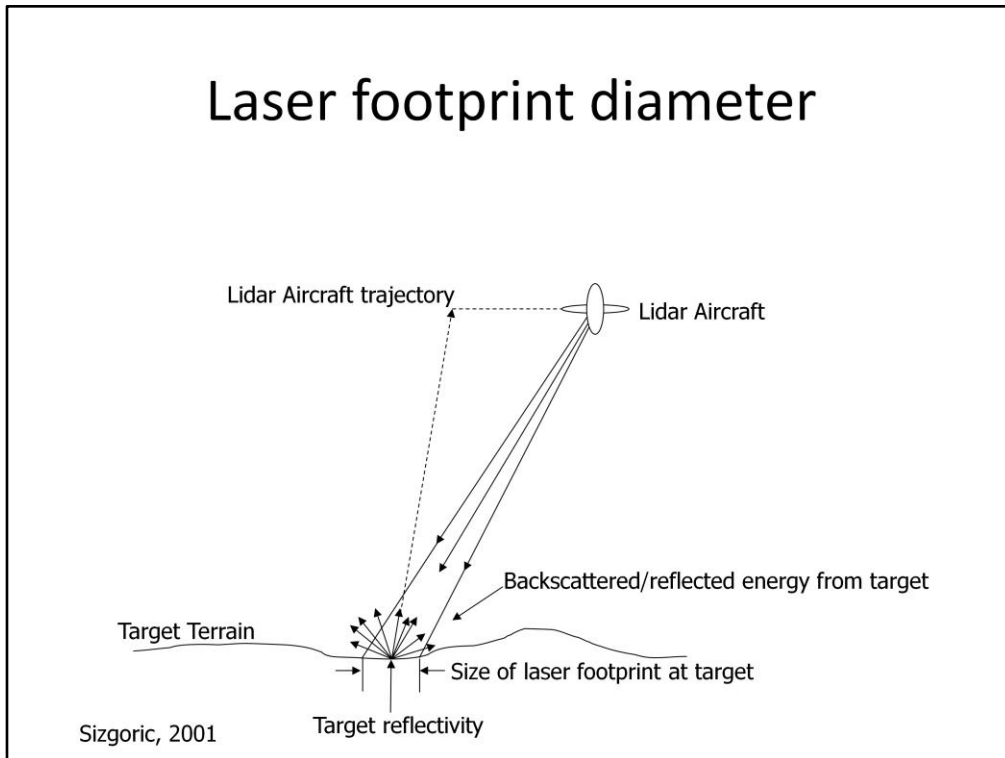 Laser footprint diameter
Lidar Aircraft trajectory
Lidar Aircraft
Backscattered/reflected energy from target
Target Terrain
Size of laser footprint at target
Target reflectivity
Sizgoric, 2001